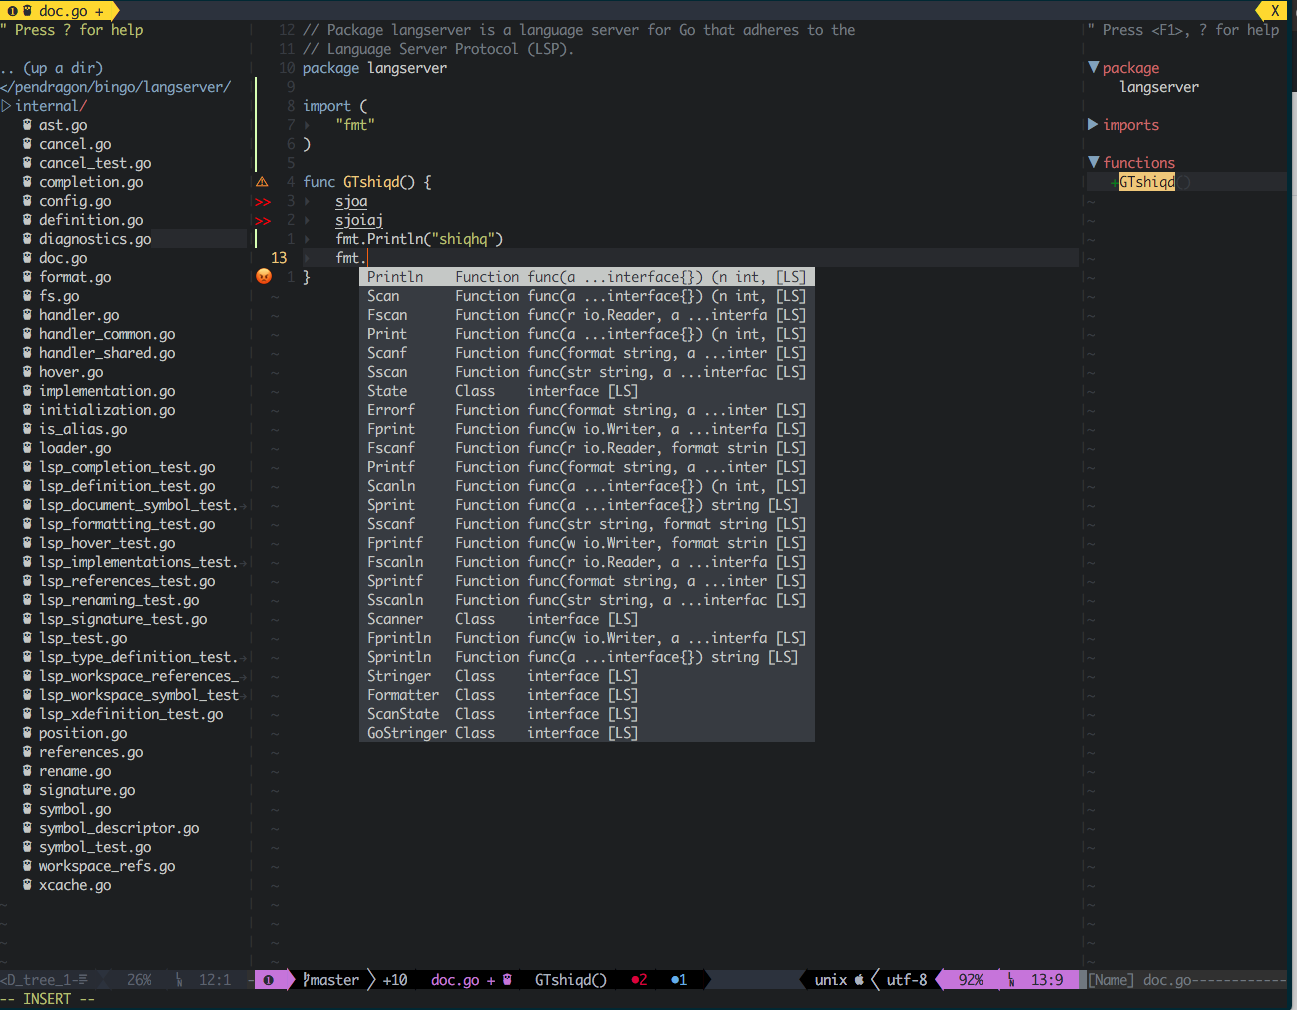 doc.go + X
" Press ? for help
.. (up a dir)
</pendragon/bingo/langserver/
internal/
ast.go
cancel.go
cancel_test.go
completion.go
config.go
definition.go
diagnostics.go
doc.go
format.go
fs.go
handler.go
handler_common.go
handler_shared.go
hover.go
implementation.go
initialization.go
is_alias.go
loader.go
lsp_completion_test.go
lsp_definition_test.go
lsp_document_symbol_test.
lsp_formatting_test.go
lsp_hover_test.go
lsp_implementations_test.
lsp_references_test.go
lsp_renaming_test.go
lsp_signature_test.go
lsp_test.go
lsp_type_definition_test.
lsp_workspace_references_
lsp_workspace_symbol_test
lsp_xdefinition_test.go
position.go
references.go
rename.go
signature.go
symbol.go
symbol_descriptor.go
symbol_test.go
workspace_refs.go
xcache.go
12 // Package langserver is a language server for Go that adheres to the
11 // Language Server Protocol (LSP).
10 package langserver
9
8 import (
7 "fmt"
6 )
5
4 func GTshiqd() {
>> 3 sjoa
>> 2 sjoiaj
1 fmt.Println("shiqhq")
13 fmt.
1 }
Println Function func(a ...interface{}) (n int, [LS]
Scan Function func(a ...interface{}) (n int, [LS]
Fscan Function func(r io.Reader, a ...interfa [LS]
Print Function func(a ...interface{}) (n int, [LS]
Scanf Function func(format string, a ...inter [LS]
Sscan Function func(str string, a ...interfac [LS]
State Class interface [LS]
Errorf Function func(format string, a ...inter [LS]
Fprint Function func(w io.Writer, a ...interfa [LS]
Fscanf Function func(r io.Reader, format strin [LS]
Printf Function func(format string, a ...inter [LS]
Scanln Function func(a ...interface{}) (n int, [LS]
Sprint Function func(a ...interface{}) string [LS]
Sscanf Function func(str string, format string [LS]
Fprintf Function func(w io.Writer, format strin [LS]
Fscanln Function func(r io.Reader, a ...interfa [LS]
Sprintf Function func(format string, a ...inter [LS]
Sscanln Function func(str string, a ...interfac [LS]
Scanner Class interface [LS]
Fprintln Function func(w io.Writer, a ...interfa [LS]
Sprintln Function func(a ...interface{}) string [LS]
Stringer Class interface [LS]
Formatter Class interface [LS]
ScanState Class interface [LS]
GoStringer Class interface [LS]
" Press <F1>, ? for help
▼ package
langserver
▶ imports
▼ functions
+GTshiqd()
<D_tree_1- 26% 12:1 - master +10 doc.go + GTshiqd() ●2 ●1 unix utf-8 92% 13:9 [Name] doc.go------------
-- INSERT --